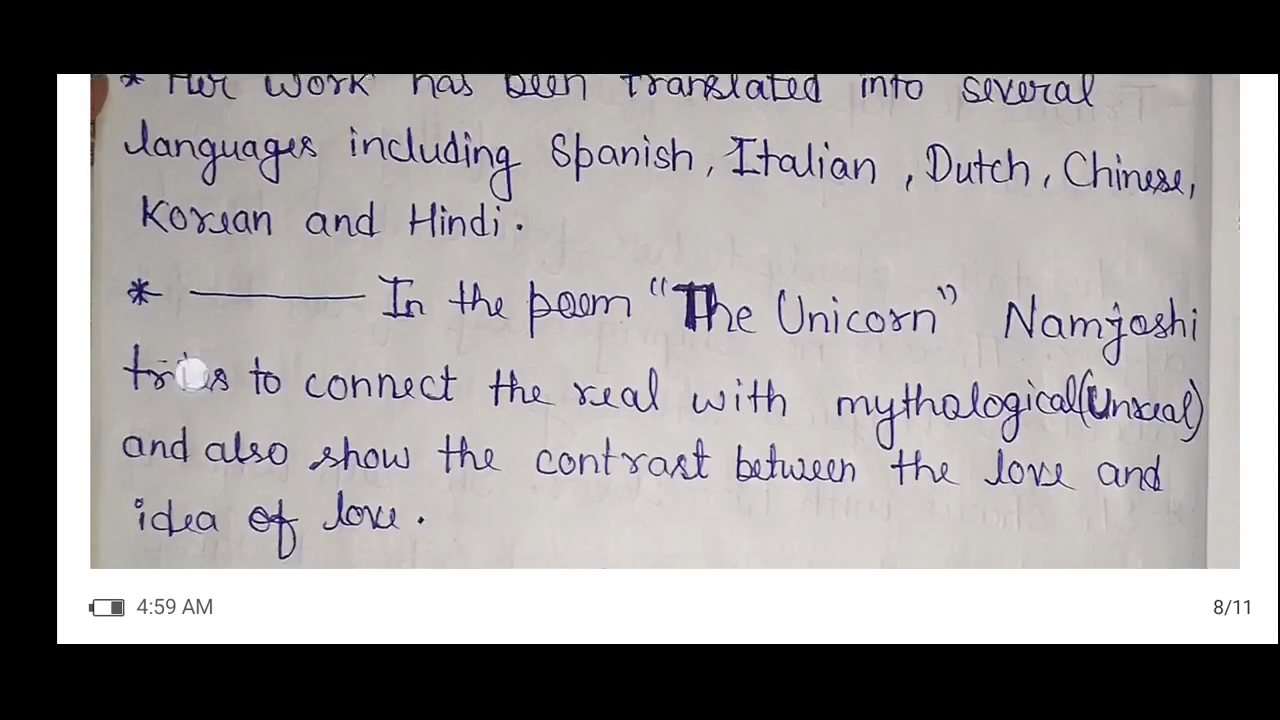 * Her work has been translated into several
languages including Spanish, Italian, Dutch, Chinese,
Korean and Hindi.
* ——— In the poem "The Unicorn" Namjoshi
tries to connect the real with mythological(Unreal)
and also show the contrast between the love and
idea of love.
4:59 AM
8/11